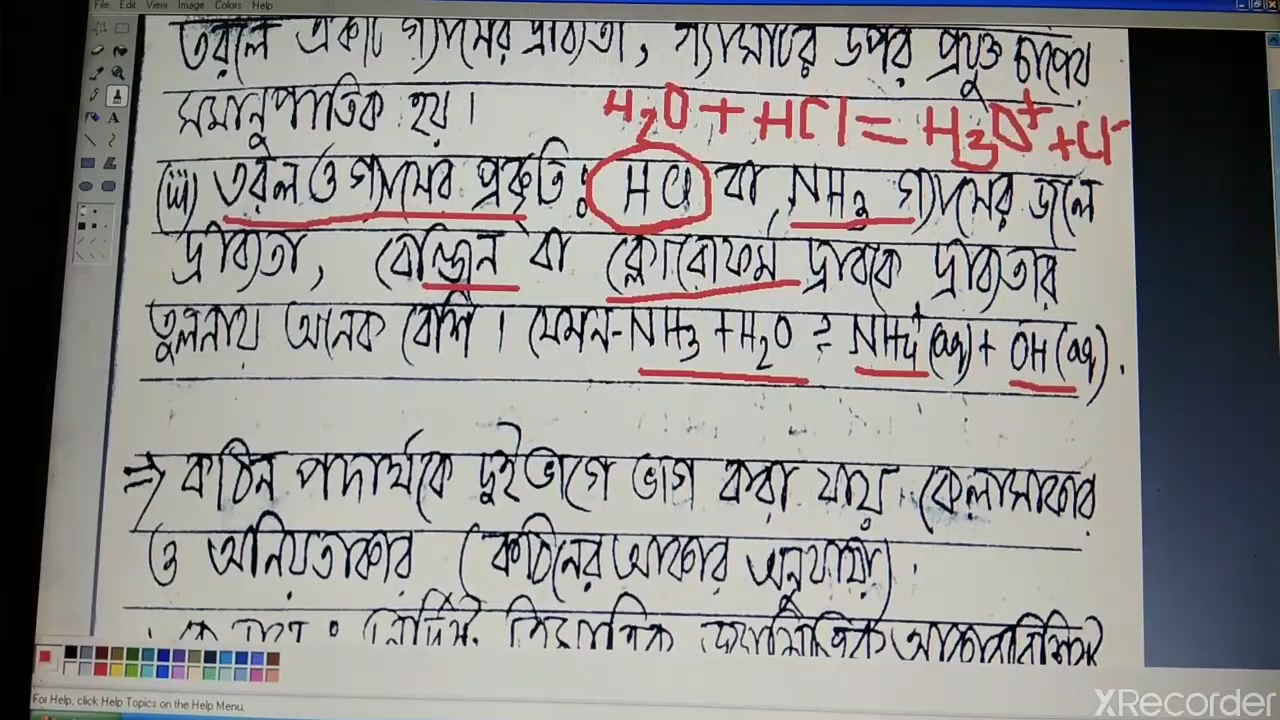 File Edit View Image Colors Help
তরলে একটি গ্যাসের দ্রাব্যতা, গ্যাসটির উপর প্রযুক্ত চাপের
সমানুপাতিক হয়।
H₂O + HCl = H₃O⁺ + Cl⁻
(iii) তরল ও গ্যাসের প্রকৃতি : HCl বা NH₃ গ্যাসের জলে
দ্রাব্যতা, বেঞ্জিন বা ক্লোরোফর্ম দ্রাবকে দ্রাব্যতার
তুলনায় অনেক বেশি। যেমন- NH₃ + H₂O ⇌ NH₄⁺(aq) + OH(aq).
⇒ কঠিন পদার্থকে দুইভাগে ভাগ করা যায় কেলাসাকার
ও অনিয়তাকার (কঠিনের আকার অনুযায়ী).
For Help, click Help Topics on the Help Menu.
XRecorder